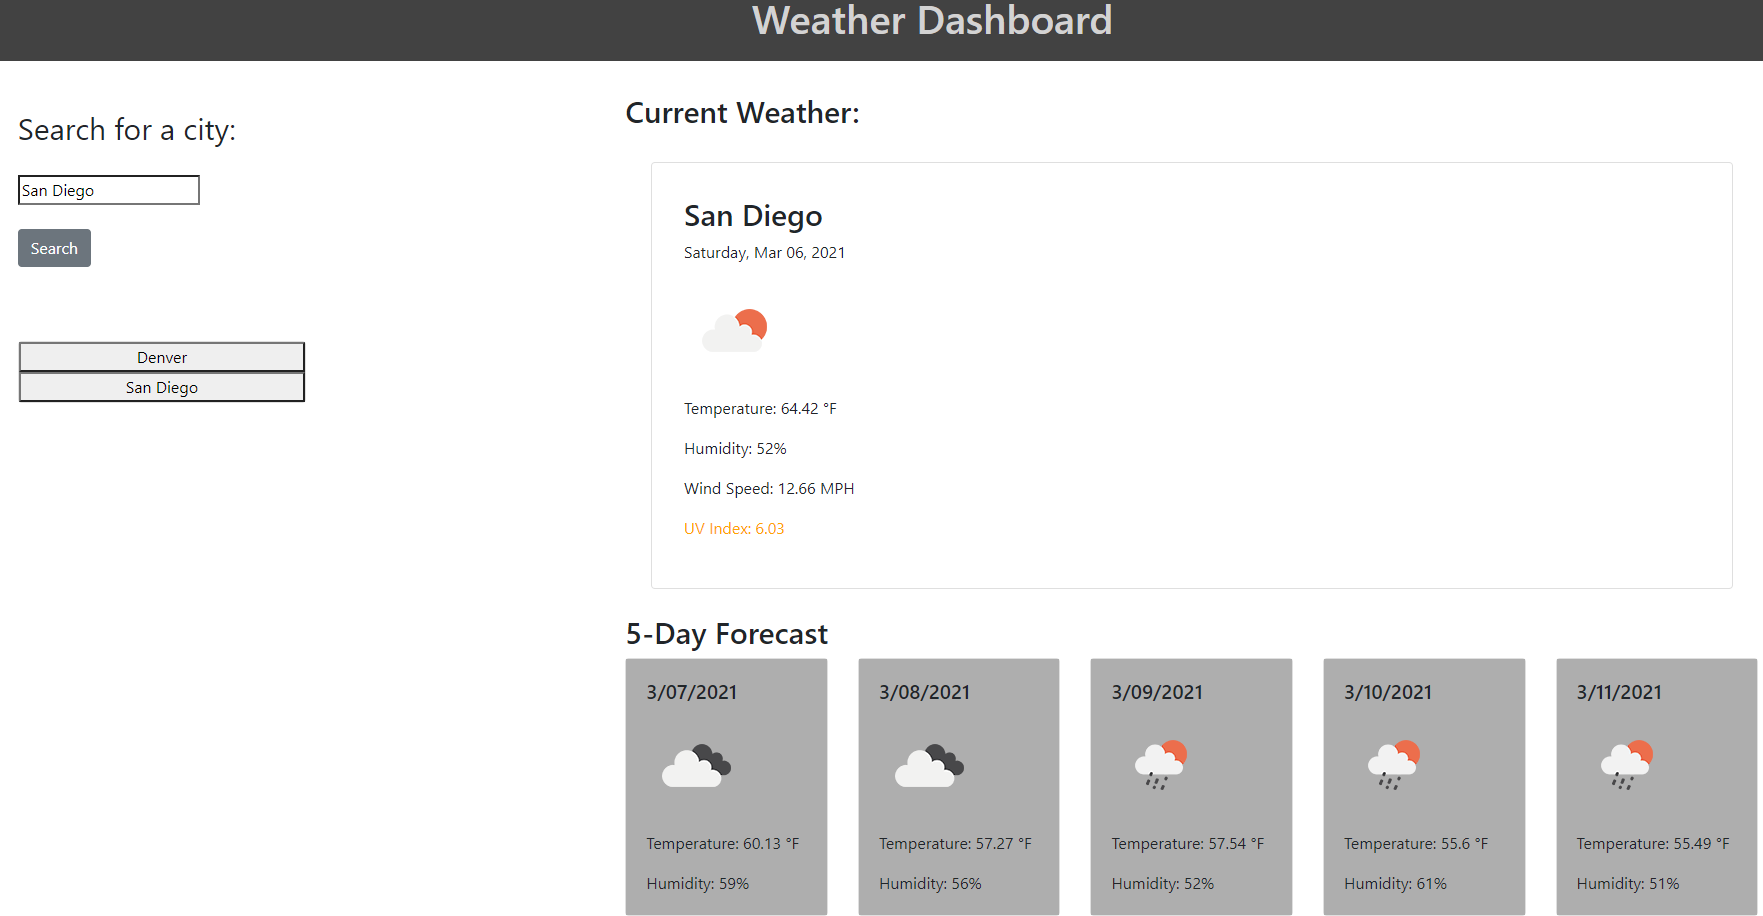 Weather Dashboard
Search for a city:
San Diego
Search
Denver
San Diego
Current Weather:
San Diego
Saturday, Mar 06, 2021
Temperature: 64.42 °F
Humidity: 52%
Wind Speed: 12.66 MPH
UV Index: 6.03
5-Day Forecast
3/07/2021
Temperature: 60.13 °F
Humidity: 59%
3/08/2021
Temperature: 57.27 °F
Humidity: 56%
3/09/2021
Temperature: 57.54 °F
Humidity: 52%
3/10/2021
Temperature: 55.6 °F
Humidity: 61%
3/11/2021
Temperature: 55.49 °F
Humidity: 51%